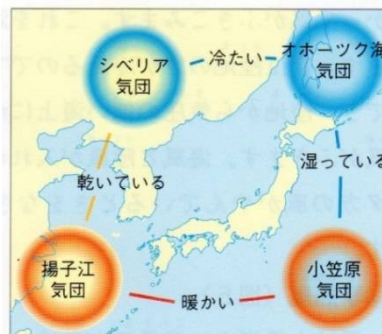 シベリア
気団
冷たい
オホーツク海
気団
乾いている
湿っている
揚子江
気団
暖かい
小笠原
気団